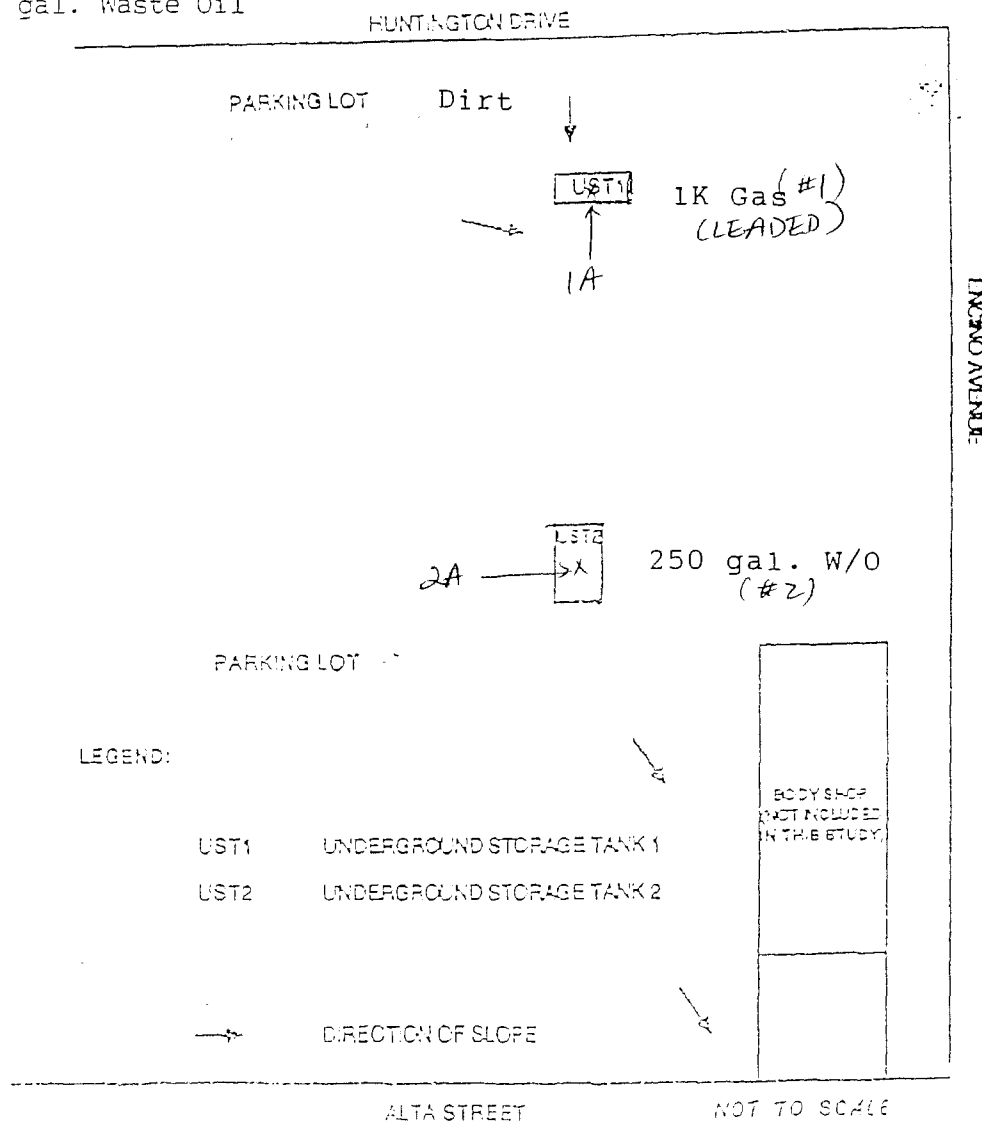 gal. Waste Oil
HUNTINGTON DRIVE
PARKING LOT Dirt
UST1 1K Gas (#1)
(LEADED)
1A
ENCINO AVENUE
UST2
2A X 250 gal. W/O
(#2)
PARKING LOT
LEGEND:
BODY SHOP
(NOT INCLUDED
IN THIS STUDY)
UST1 UNDERGROUND STORAGE TANK 1
UST2 UNDERGROUND STORAGE TANK 2
DIRECTION OF SLOPE
ALTA STREET NOT TO SCALE